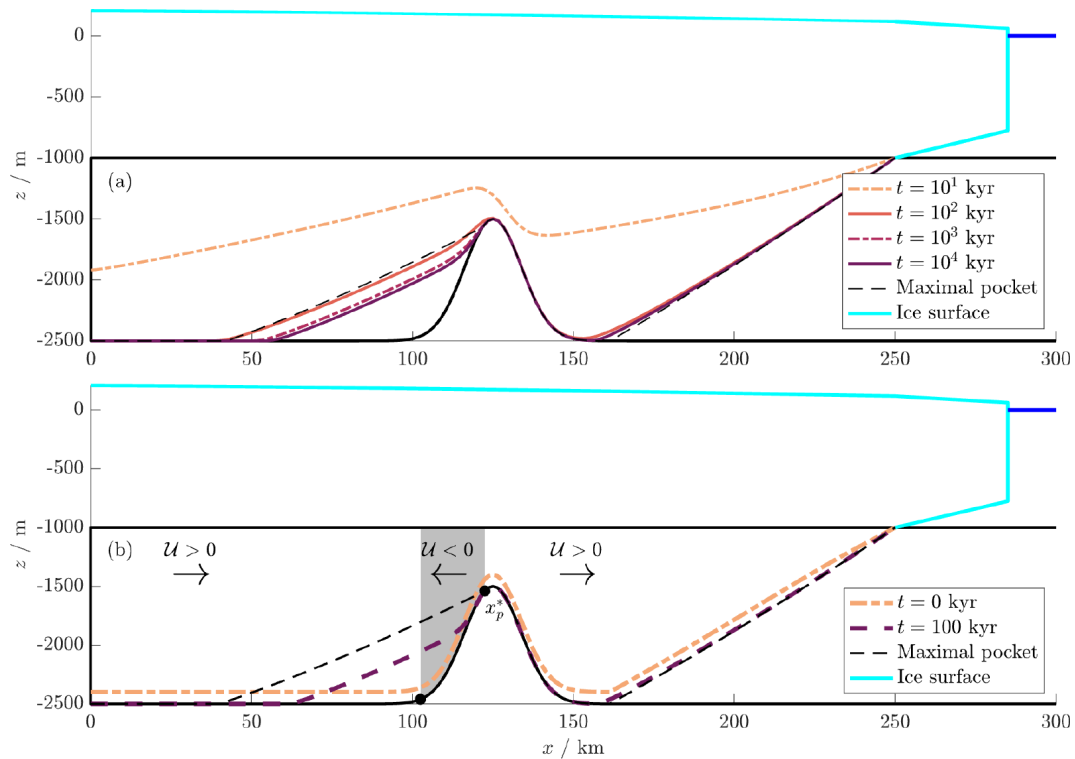 0
-500
-1000
-1500
-2000
-2500
z / m
(a)
t = 10¹ kyr
t = 10² kyr
t = 10³ kyr
t = 10⁴ kyr
Maximal pocket
Ice surface
0 50 100 150 200 250 300
0
-500
-1000
-1500
-2000
-2500
z / m
(b)
𝒰 > 0
𝒰 < 0
𝒰 > 0
x*ₚ
t = 0 kyr
t = 100 kyr
Maximal pocket
Ice surface
0 50 100 150 200 250 300
x / km